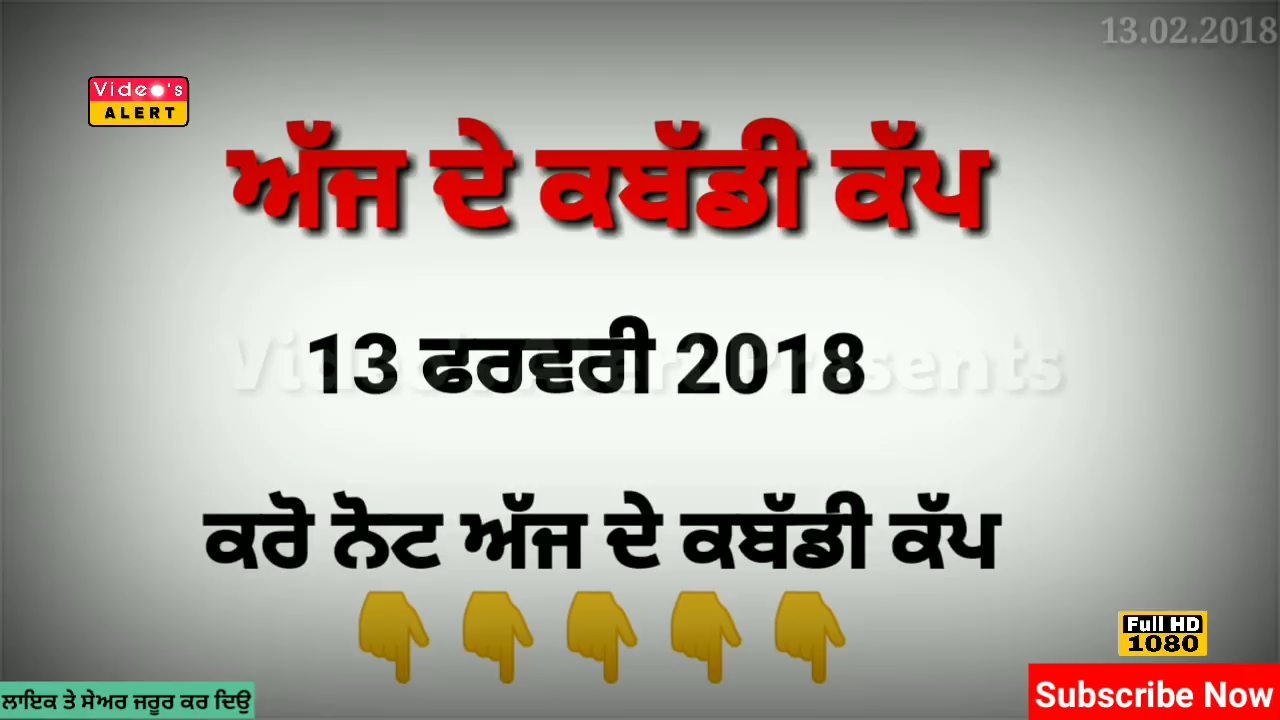 13.02.2018
Video's
ALERT
ਅੱਜ ਦੇ ਕਬੱਡੀ ਕੱਪ
13 ਫਰਵਰੀ 2018
ਕਰੋ ਨੋਟ ਅੱਜ ਦੇ ਕਬੱਡੀ ਕੱਪ
👇👇👇👇👇
Full HD
1080
ਲਾਇਕ ਤੇ ਸੇਅਰ ਜਰੂਰ ਕਰ ਦਿਉ
Subscribe Now